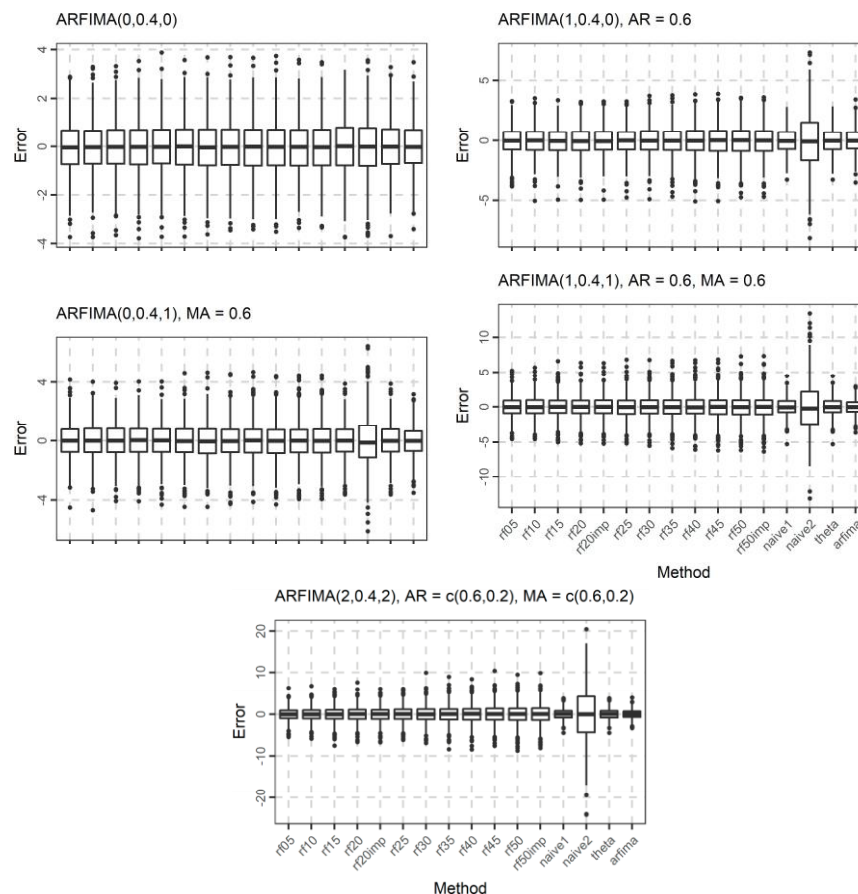 ARFIMA(0,0.4,0)
Error
4
2
0
-2
-4
ARFIMA(1,0.4,0), AR = 0.6
Error
5
0
-5
ARFIMA(0,0.4,1), MA = 0.6
Error
4
0
-4
ARFIMA(1,0.4,1), AR = 0.6, MA = 0.6
Error
10
5
0
-5
-10
rf05 rf10 rf15 rf20 rf20imp rf25 rf30 rf35 rf40 rf45 rf50 rf50imp naive1 naive2 theta arfima
Method
ARFIMA(2,0.4,2), AR = c(0.6,0.2), MA = c(0.6,0.2)
Error
20
10
0
-10
-20
rf05 rf10 rf15 rf20 rf20imp rf25 rf30 rf35 rf40 rf45 rf50 rf50imp naive1 naive2 theta arfima
Method